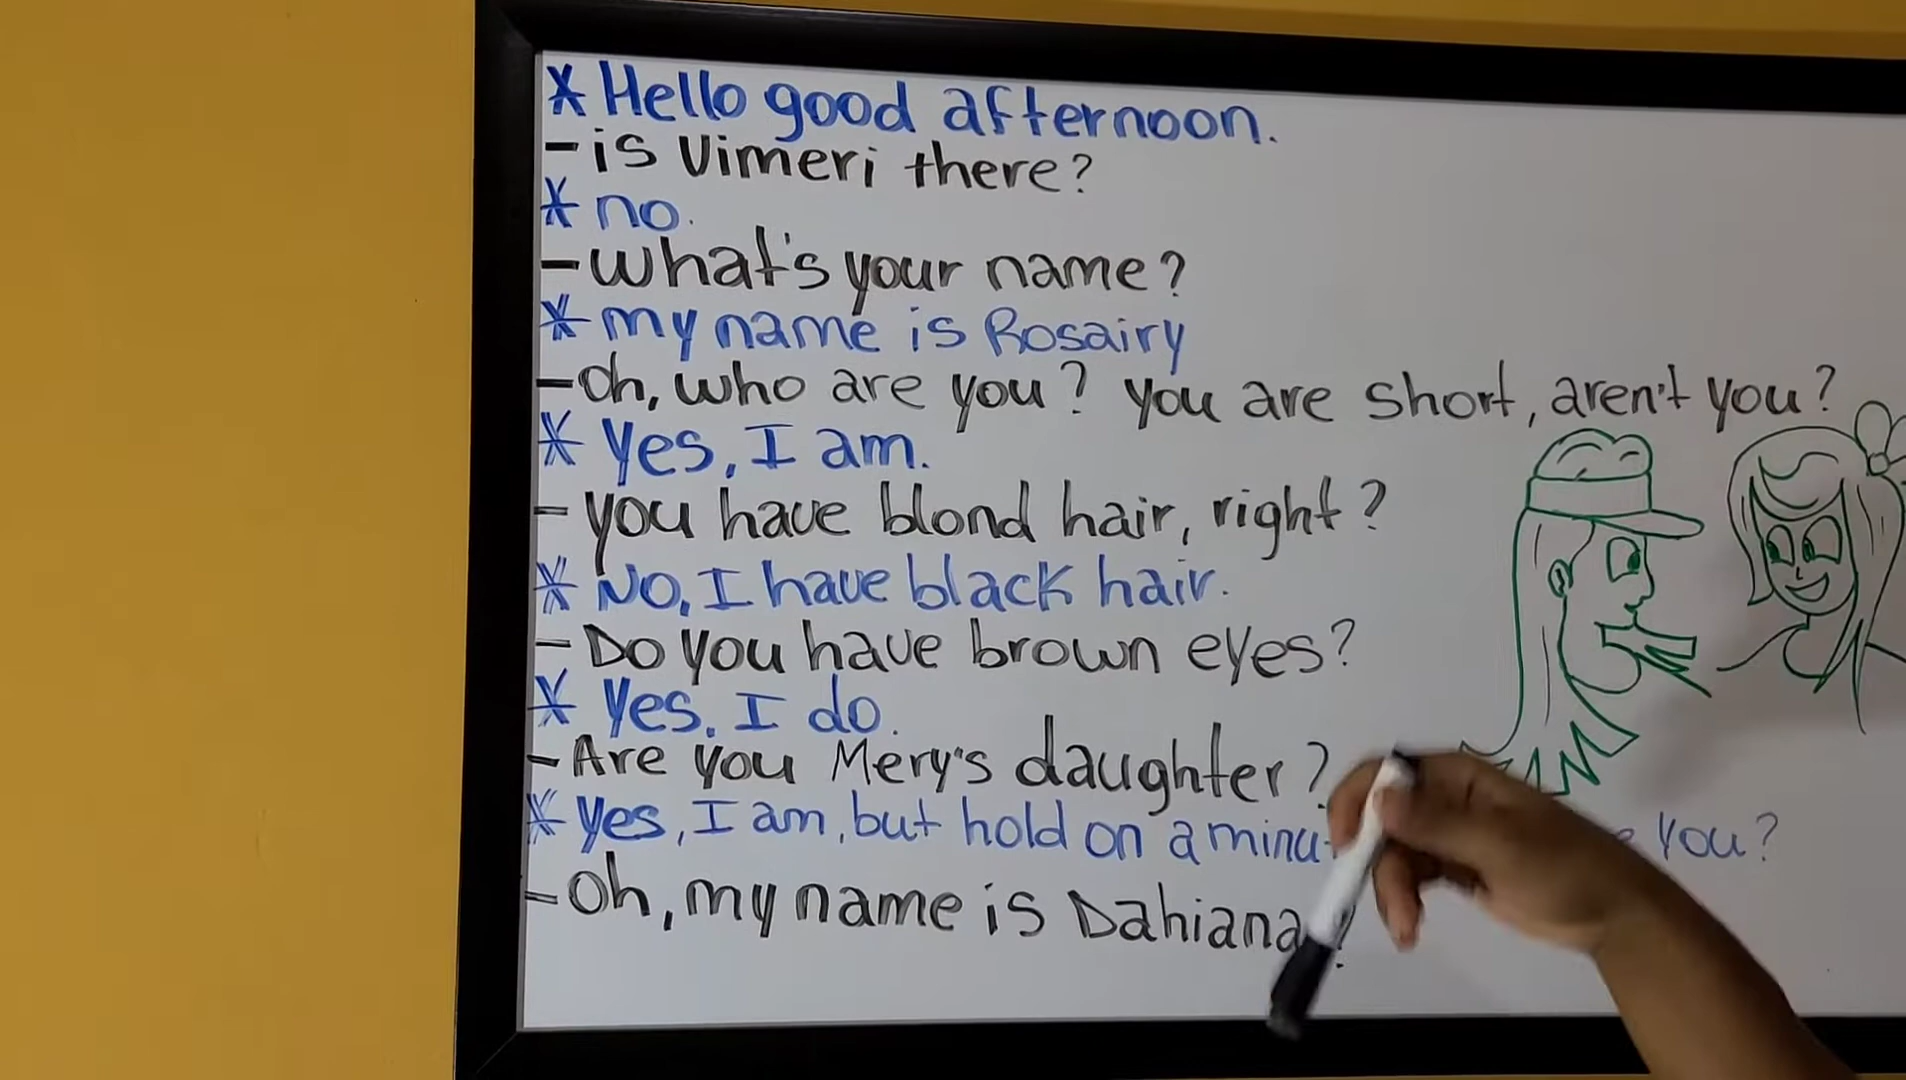 * Hello good afternoon.
- is Vimeri there?
* no.
- what's your name?
* my name is Rosairy
- oh, who are you? you are short, aren't you?
* Yes, I am.
- you have blond hair, right?
* NO, I have black hair.
- Do you have brown eyes?
* Yes, I do.
- Are you Mery's daughter?
* Yes, I am, but hold on a you?
- oh, my name is Dahiana